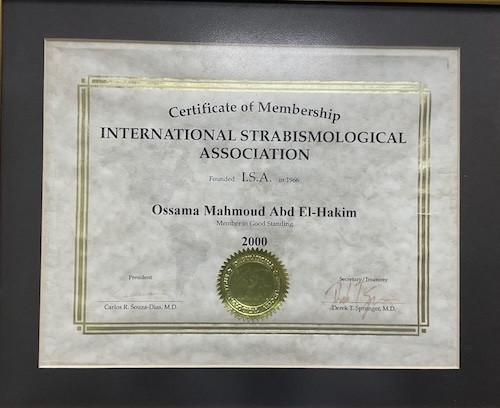 Certificate of Membership
INTERNATIONAL STRABISMOLOGICAL
ASSOCIATION
Founded I.S.A. in 1966
Ossama Mahmoud Abd El-Hakim
Member in Good Standing
2000
President
Secretary/Treasurer
Carlos R. Souza-Dias, M.D.
Derek T. Sprunger, M.D.